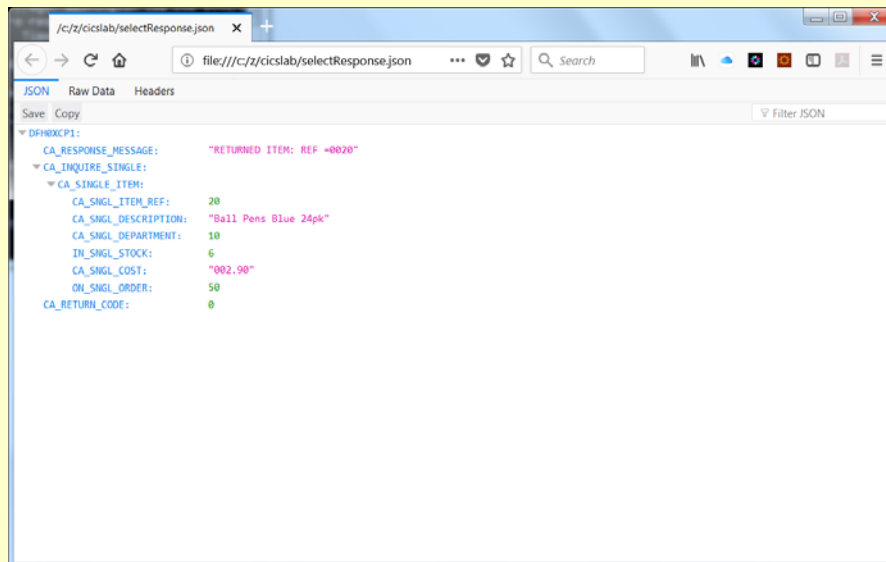 /c:/z/cicslab/selectResponse.json
file:///c:/z/cicslab/selectResponse.json
Search
JSON Raw Data Headers
Save Copy
Filter JSON
DFH0XCP1:
CA_RESPONSE_MESSAGE: "RETURNED ITEM: REF =0020"
CA_INQUIRE_SINGLE:
CA_SINGLE_ITEM:
CA_SNGL_ITEM_REF: 20
CA_SNGL_DESCRIPTION: "Ball Pens Blue 24pk"
CA_SNGL_DEPARTMENT: 10
IN_SNGL_STOCK: 6
CA_SNGL_COST: "002.90"
ON_SNGL_ORDER: 50
CA_RETURN_CODE: 0